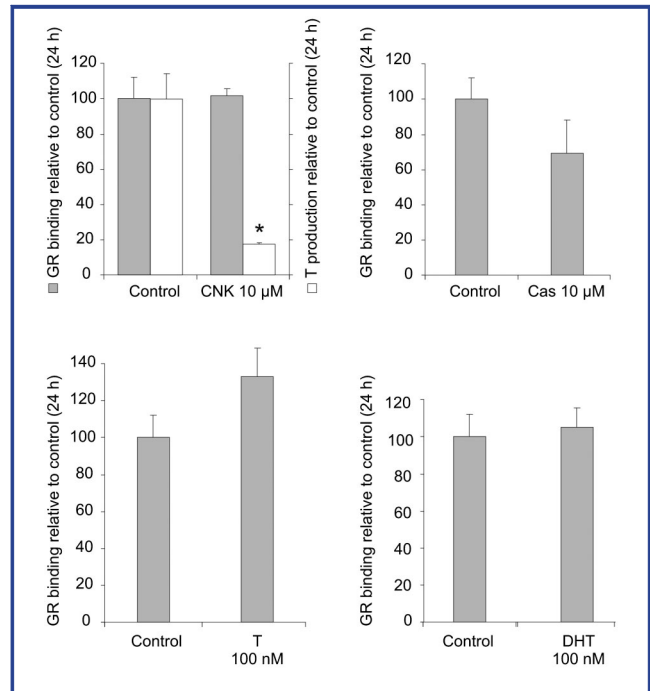 GR binding relative to control (24 h)
120
100
80
60
40
20
0
*
Control
CNK 10 µM
T production relative to control (24 h)
GR binding relative to control (24 h)
120
100
80
60
40
20
0
Control
Cas 10 µM
GR binding relative to control (24 h)
140
120
100
80
60
40
20
0
Control
T
100 nM
GR binding relative to control (24 h)
120
100
80
60
40
20
0
Control
DHT
100 nM